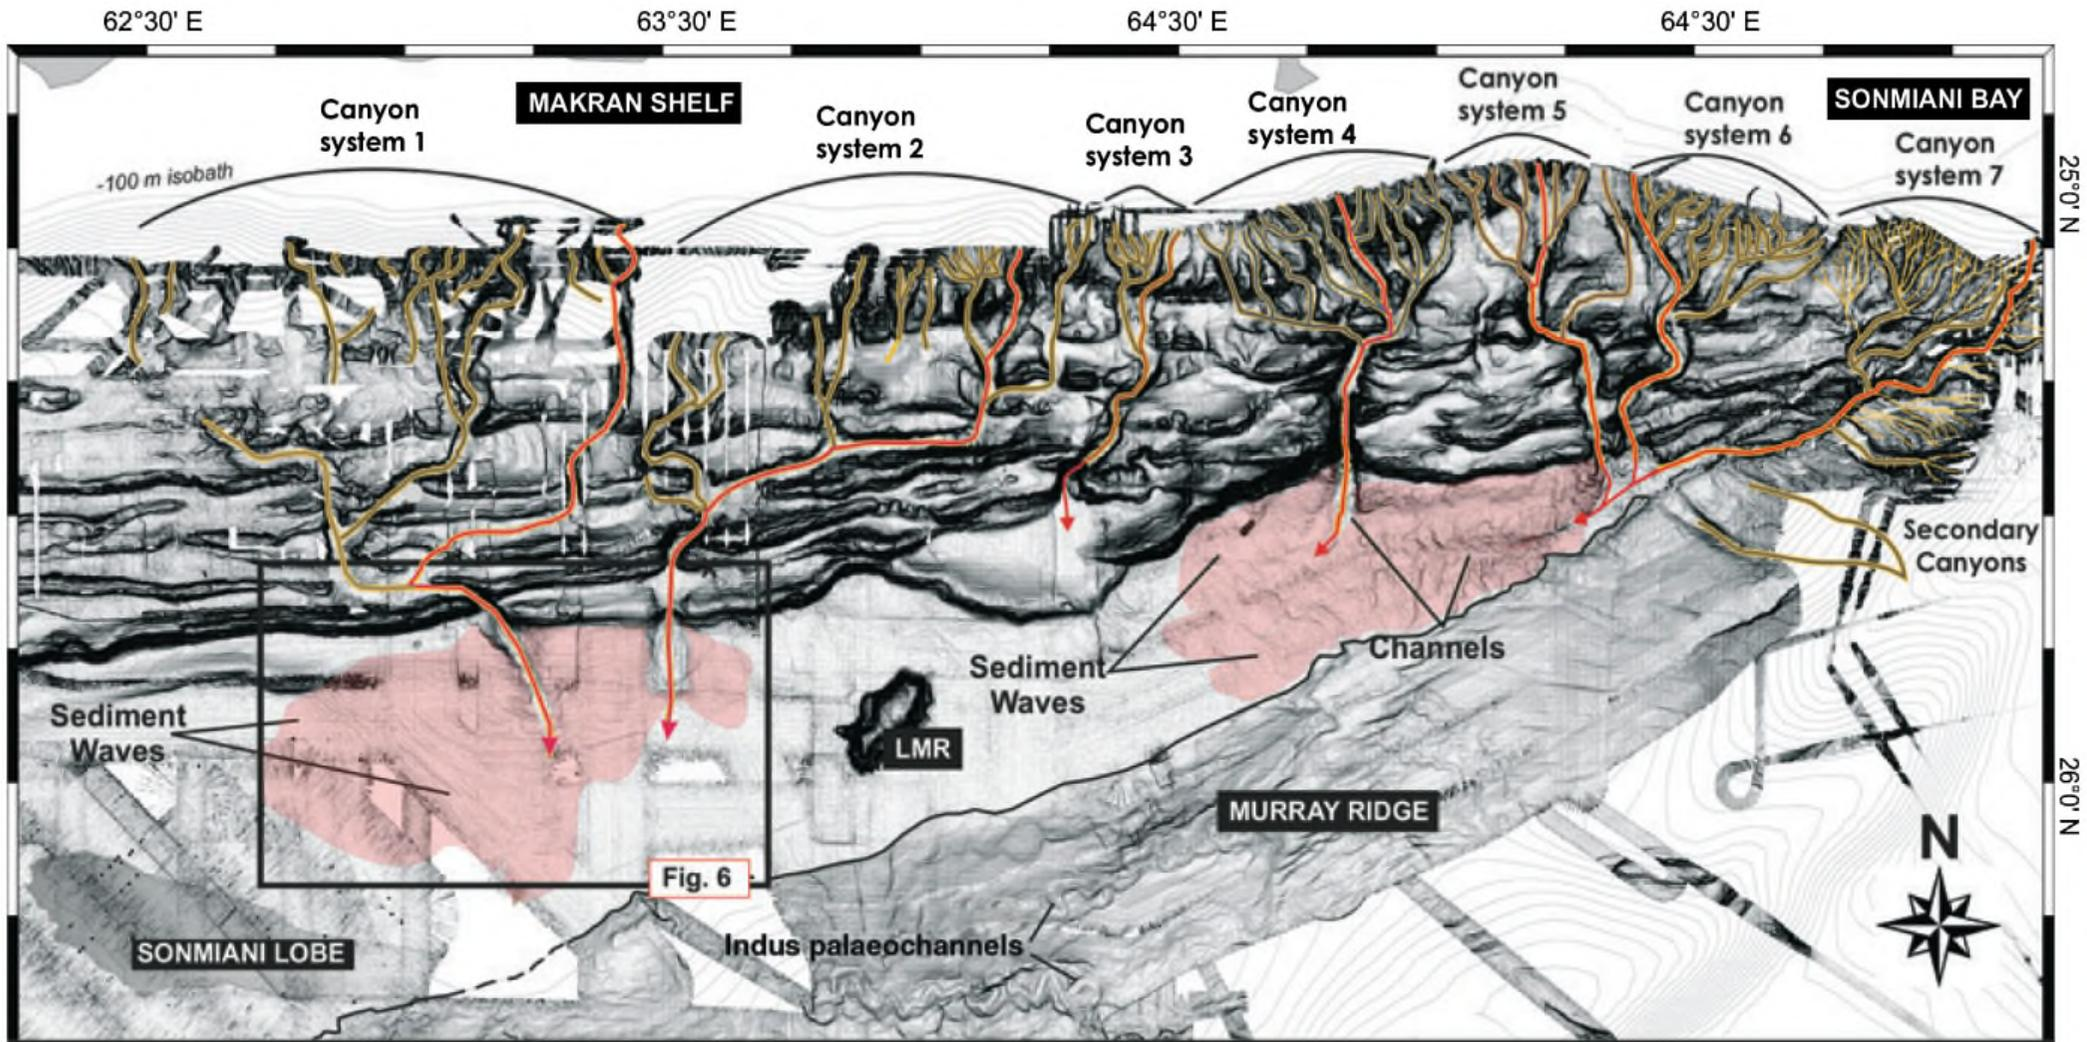 62°30' E
63°30' E
64°30' E
64°30' E
MAKRAN SHELF
SONMIANI BAY
Canyon
system 1
Canyon
system 2
Canyon
system 3
Canyon
system 4
Canyon
system 5
Canyon
system 6
Canyon
system 7
-100 m isobath
25°0' N
Secondary
Canyons
Channels
Sediment
Waves
Sediment
Waves
LMR
26°0' N
MURRAY RIDGE
N
Fig. 6
Indus palaeochannels
SONMIANI LOBE